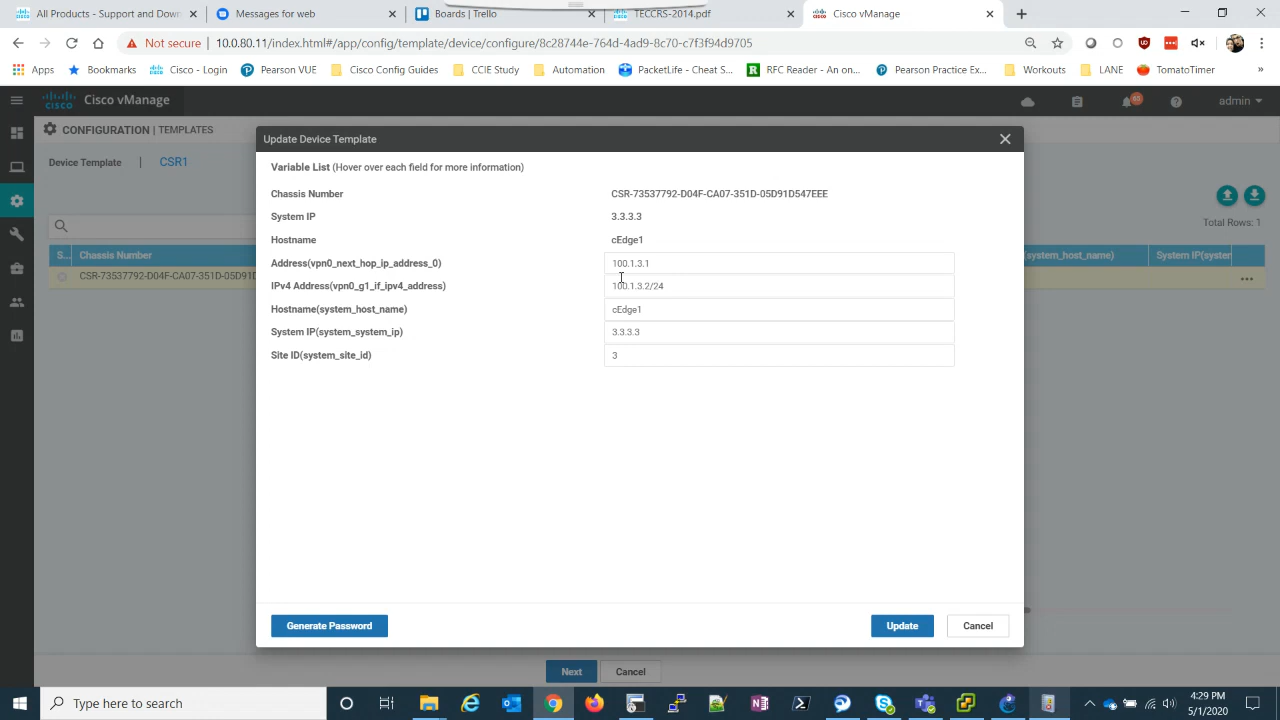 Cisco APs - Support Dont
Messages for web
Boards | Trello
TECCRS-2014.pdf
Cisco vManage
Not secure | 10.0.80.11/index.html#/app/config/template/device/configure/8c28744e-764d-4ad9-8c70-c7f3f94d9705
Apps Bookmarks Cisco - Login Pearson VUE Cisco Config Guides CCIE Study Automation PacketLife - Cheat S... RFC Reader - An on... Pearson Practice Ex... Workouts LANE TomatoTimer »
Cisco vManage
admin
CONFIGURATION | TEMPLATES
Update Device Template
Device Template | CSR1
Variable List (Hover over each field for more information)
Chassis Number CSR-73537792-D04F-CA07-351D-05D91D547EEE
System IP 3.3.3.3
Hostname cEdge1
Total Rows: 1
S... Chassis Number (system_host_name) System IP(system
CSR-73537792-D04F-CA07-351D-05D91D
Address(vpn0_next_hop_ip_address_0) 100.1.3.1
IPv4 Address(vpn0_g1_if_ipv4_address) 100.1.3.2/24
Hostname(system_host_name) cEdge1
System IP(system_system_ip) 3.3.3.3
Site ID(system_site_id) 3
Generate Password Update Cancel
Next Cancel
Type here to search
4:29 PM
5/1/2020